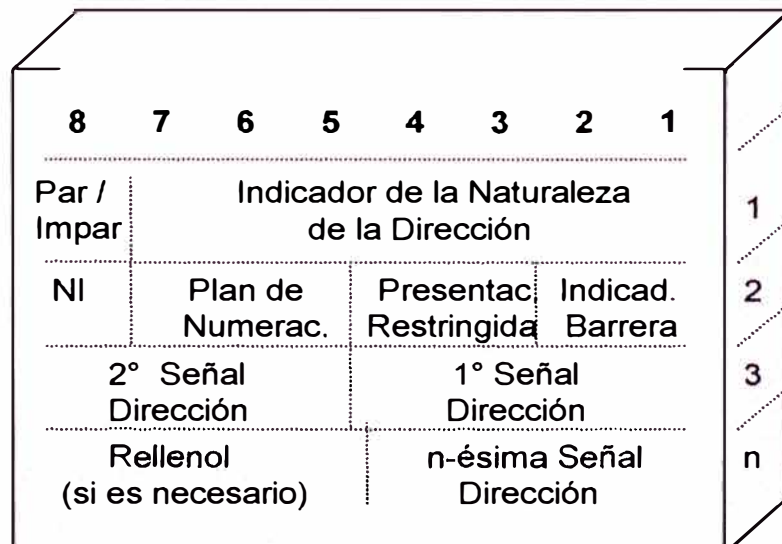 8 7 6 5 4 3 2 1
Par / Indicador de la Naturaleza
Impar de la Dirección 1
NI Plan de Presentac. Indicad. 2
Numerac. Restringida Barrera
2° Señal 1° Señal 3
Dirección Dirección
Rellenol n-ésima Señal n
(si es necesario) Dirección